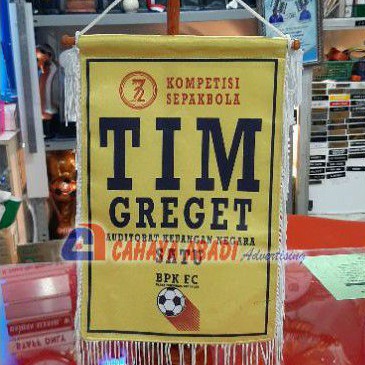 KOMPETISI
SEPAKBOLA
TIM
GREGET
AUDITORAT KEUANGAN NEGARA
SATU
BPK FC
CAHAYA ABADI Advertising